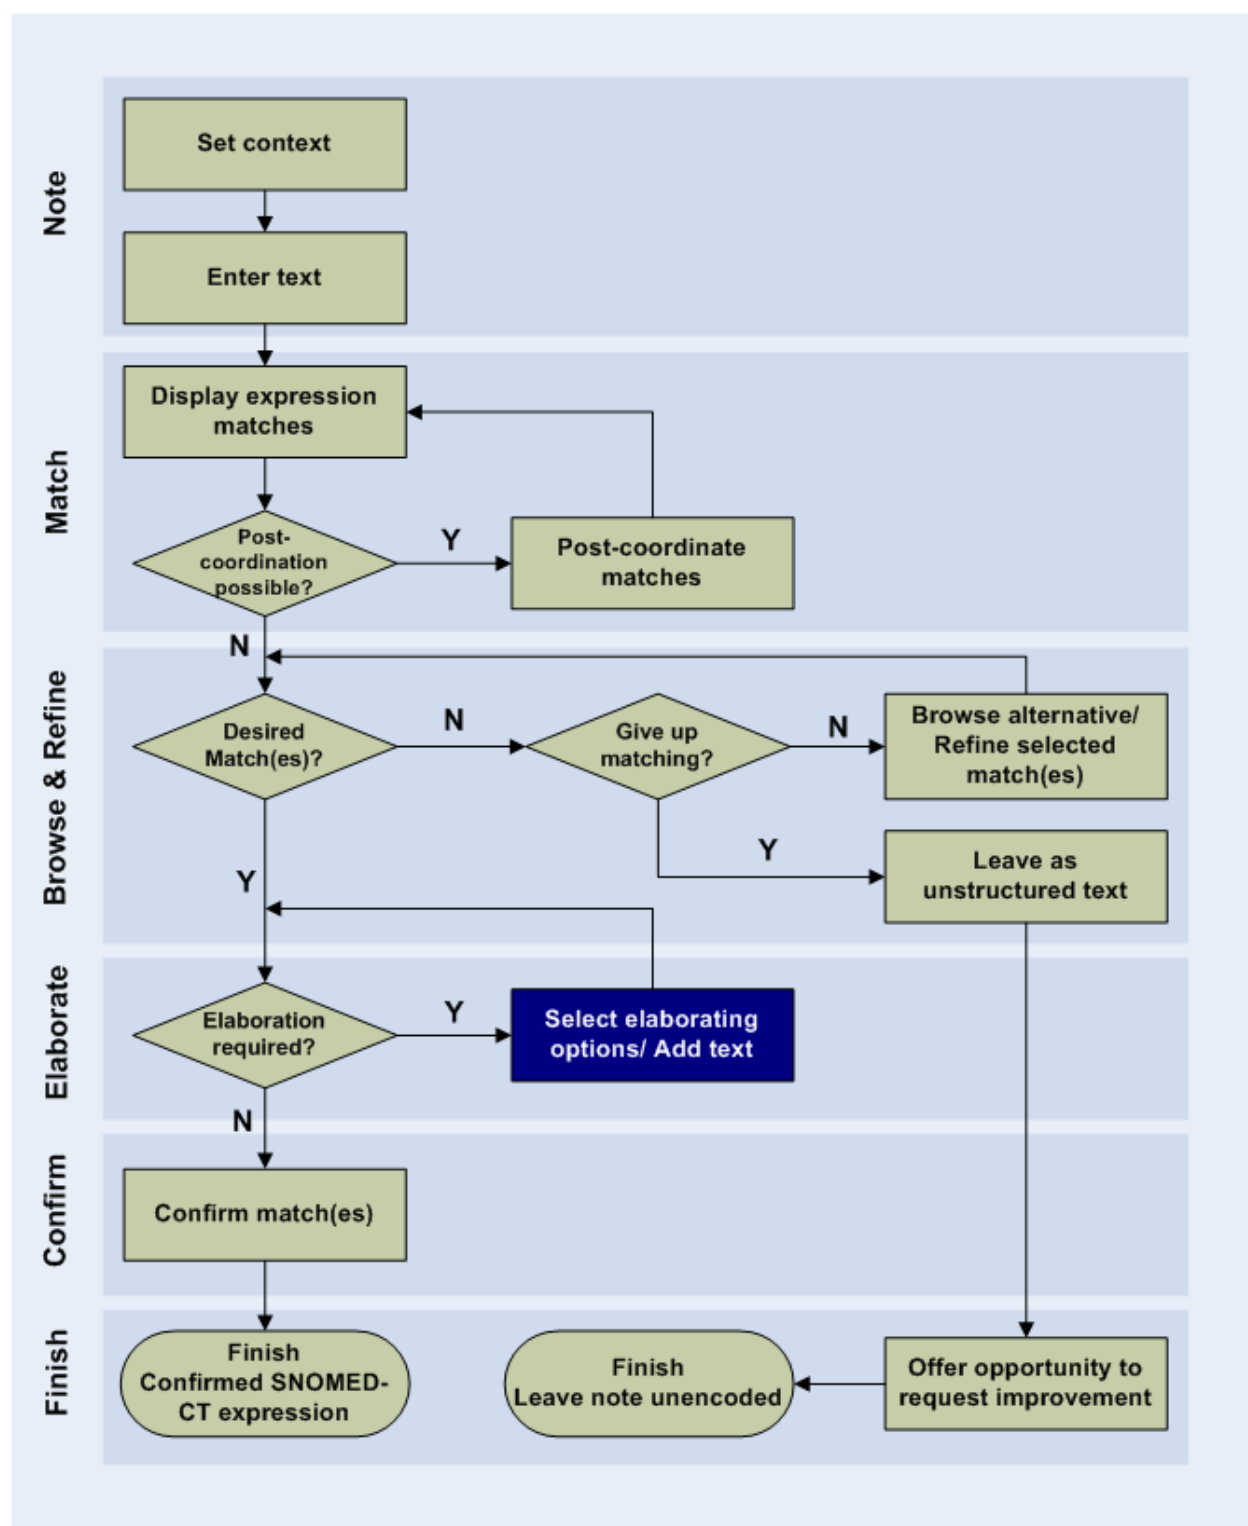 Note
Set context
Enter text
Match
Display expression
matches
Post-
coordination
possible?
Y
Post-coordinate
matches
N
Browse & Refine
Desired
Match(es)?
N
Give up
matching?
N
Browse alternative/
Refine selected
match(es)
Y
Leave as
unstructured text
Y
Elaborate
Elaboration
required?
Y
Select elaborating
options/ Add text
N
Confirm
Confirm match(es)
Finish
Finish
Confirmed SNOMED-
CT expression
Finish
Leave note unencoded
Offer opportunity to
request improvement